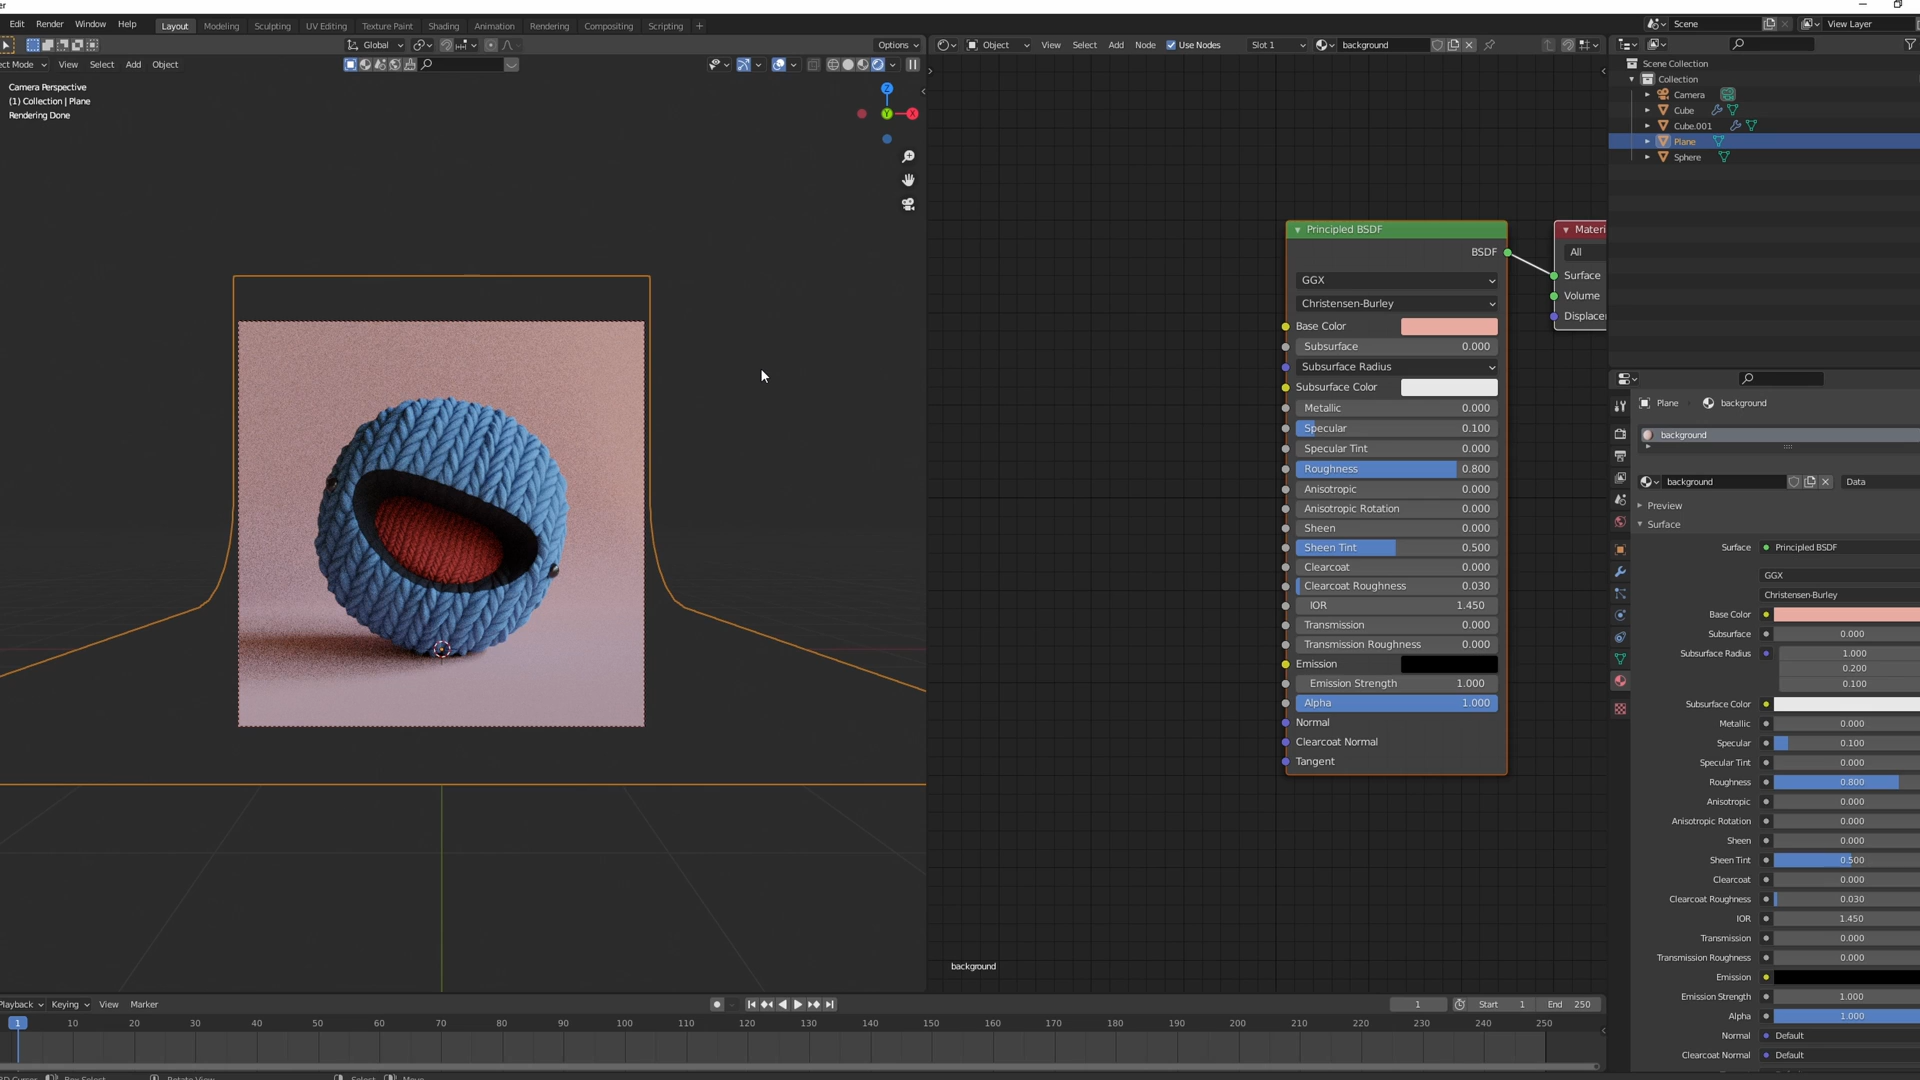 Edit Render Window Help
Layout Modeling Sculpting UV Editing Texture Paint Shading Animation Rendering Compositing Scripting +
Scene
View Layer
Global
Options
Object
View Select Add Node Use Nodes
Slot 1
background
View Select Add Object
Camera Perspective
(1) Collection | Plane
Rendering Done
Z
Y
X
Scene Collection
Collection
Camera
Cube
Cube.001
Plane
Sphere
Principled BSDF
BSDF
GGX
Christensen-Burley
Base Color
Subsurface 0.000
Subsurface Radius
Subsurface Color
Metallic 0.000
Specular 0.100
Specular Tint 0.000
Roughness 0.800
Anisotropic 0.000
Anisotropic Rotation 0.000
Sheen 0.000
Sheen Tint 0.500
Clearcoat 0.000
Clearcoat Roughness 0.030
IOR 1.450
Transmission 0.000
Transmission Roughness 0.000
Emission
Emission Strength 1.000
Alpha 1.000
Normal
Clearcoat Normal
Tangent
Materi
All
Surface
Volume
Displacer
background
Plane background
background
background Data
Preview
Surface
Surface Principled BSDF
GGX
Christensen-Burley
Base Color
Subsurface 0.000
Subsurface Radius 1.000
0.200
0.100
Subsurface Color
Metallic 0.000
Specular 0.100
Specular Tint 0.000
Roughness 0.800
Anisotropic 0.000
Anisotropic Rotation 0.000
Sheen 0.000
Sheen Tint 0.500
Clearcoat 0.000
Clearcoat Roughness 0.030
IOR 1.450
Transmission 0.000
Transmission Roughness 0.000
Emission
Emission Strength 1.000
Alpha 1.000
Normal Default
Clearcoat Normal Default
Playback Keying View Marker
1 Start 1 End 250
1 10 20 30 40 50 60 70 80 90 100 110 120 130 140 150 160 170 180 190 200 210 220 230 240 250